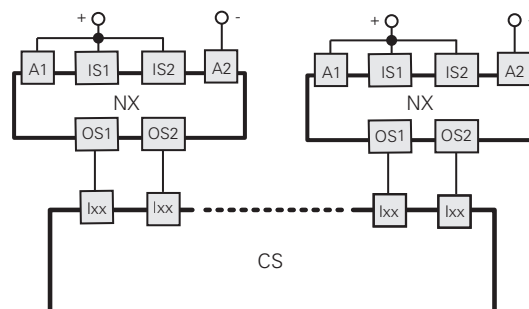 + - +
A1 IS1 IS2 A2 A1 IS1 IS2 A2
NX NX
OS1 OS2 OS1 OS2
Ixx Ixx Ixx Ixx
CS